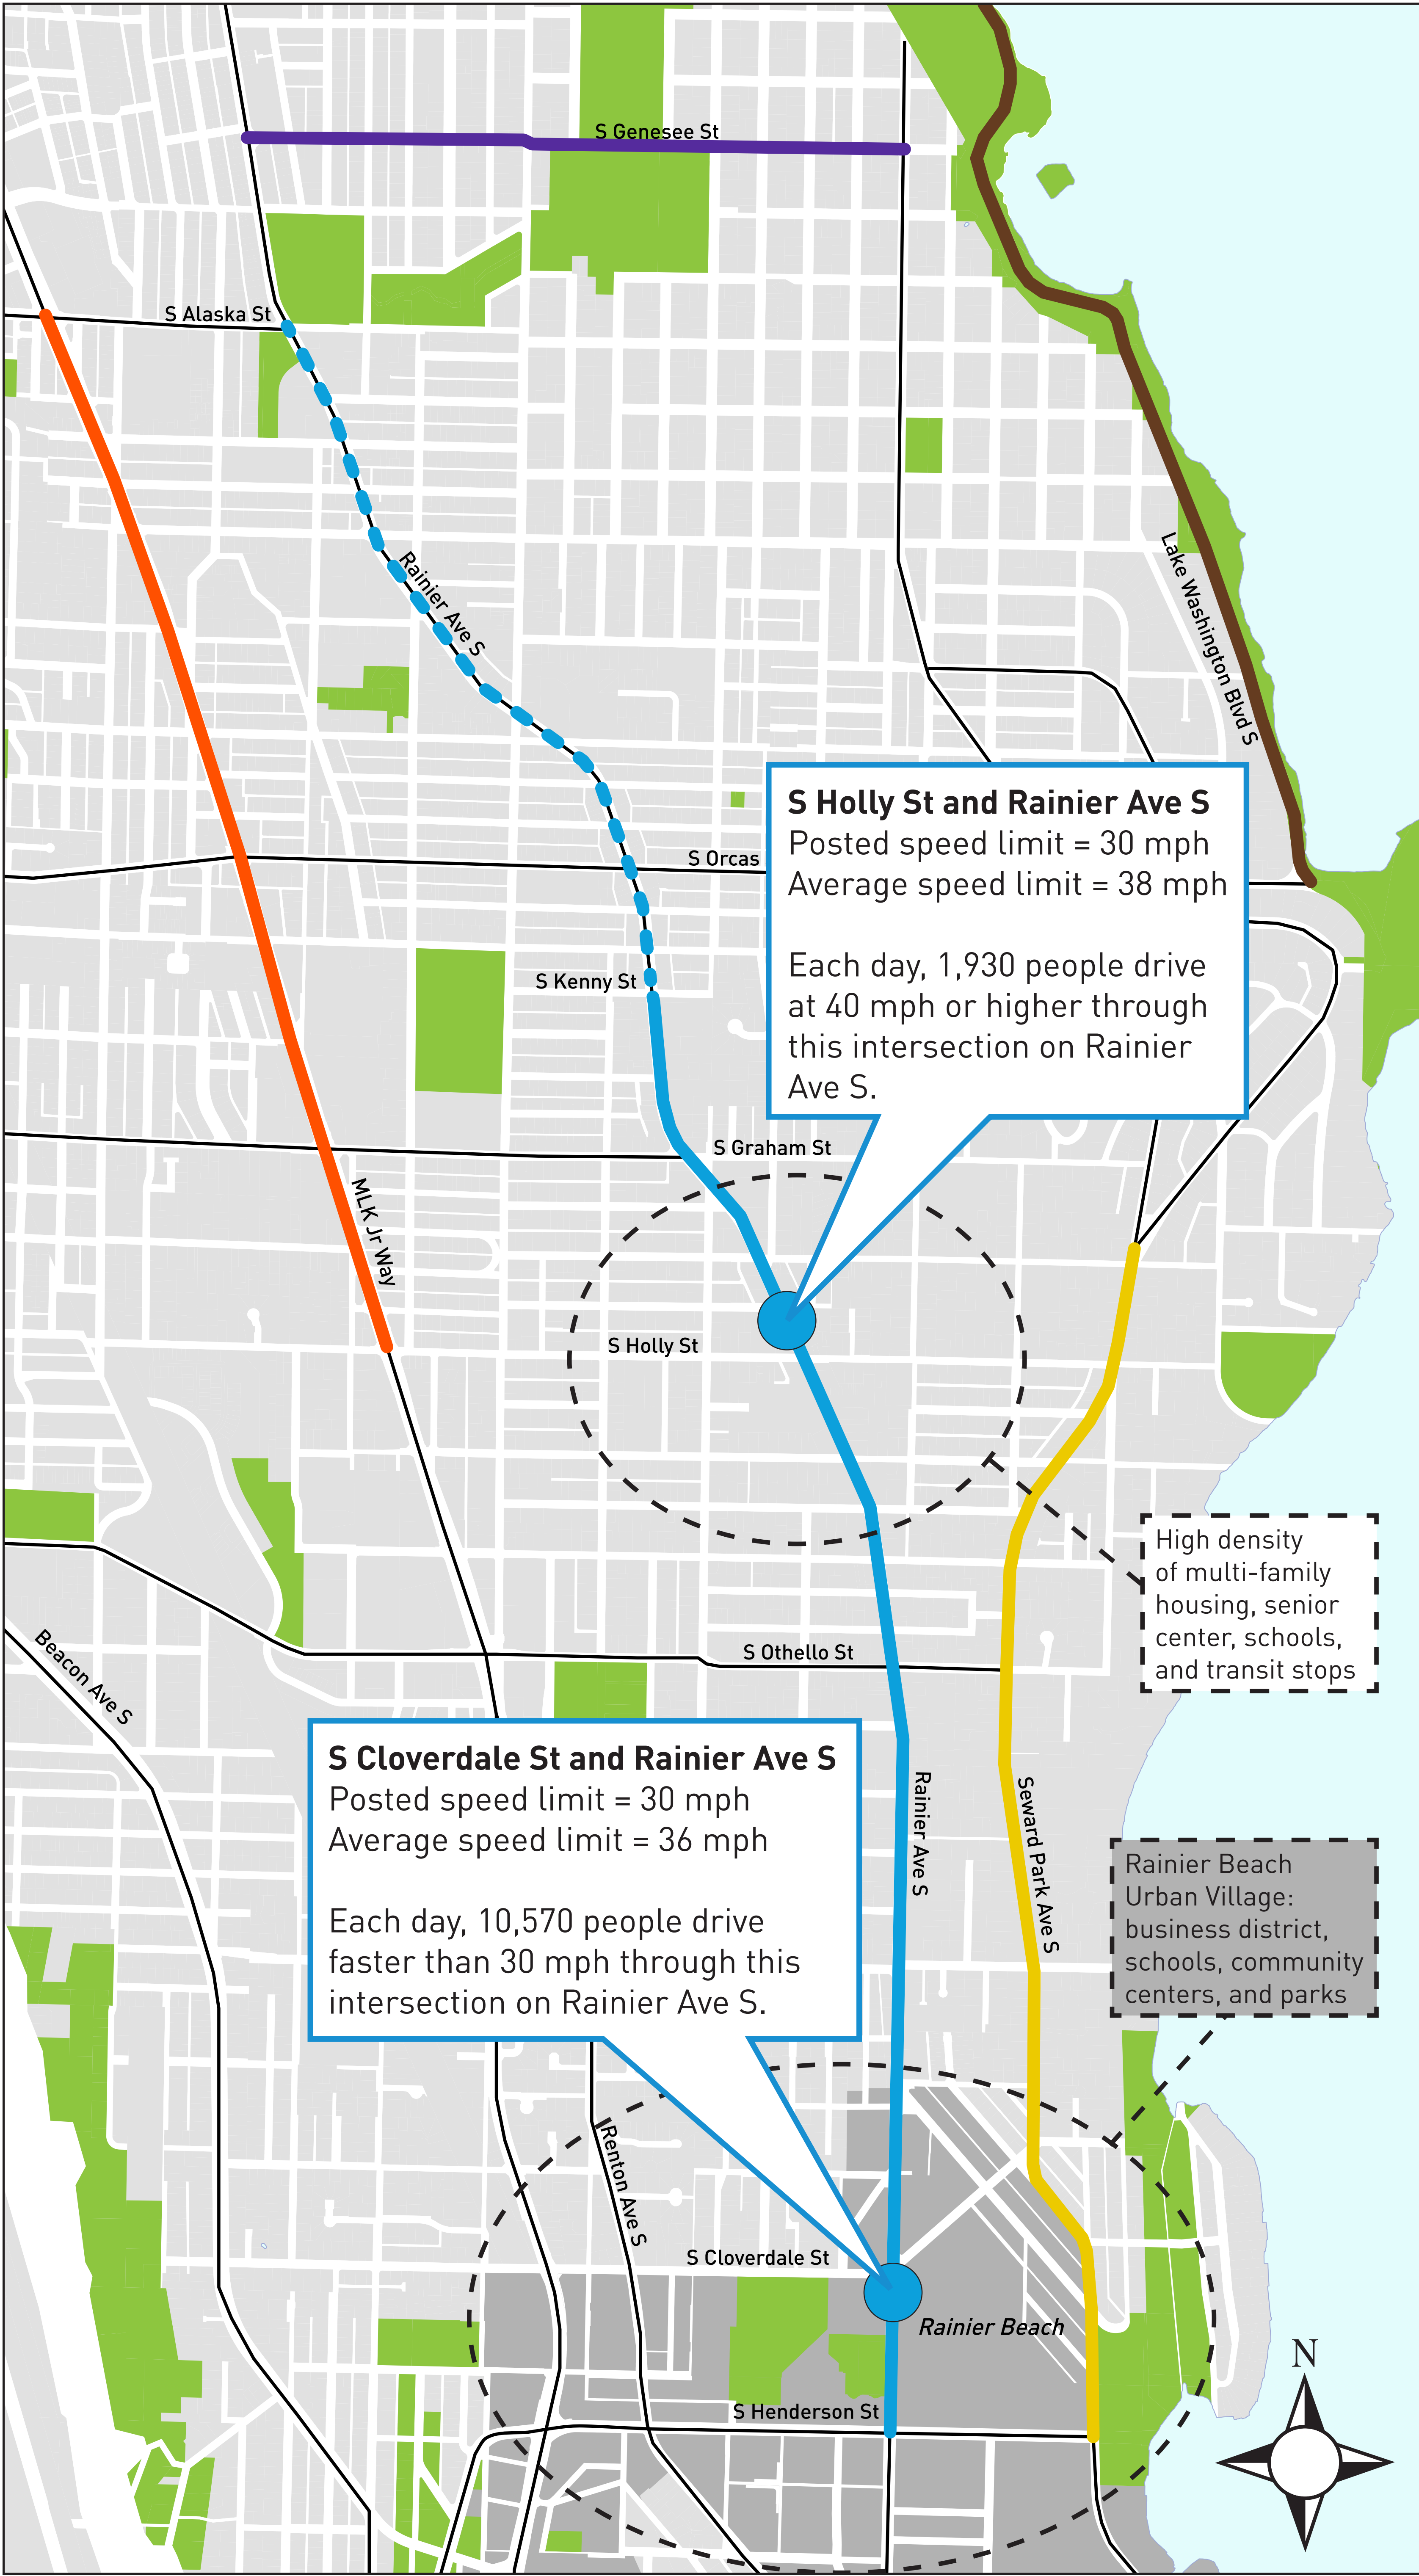 S Genesee St
S Alaska St
Rainier Ave S
Lake Washington Blvd S
S Holly St and Rainier Ave S
Posted speed limit = 30 mph
Average speed limit = 38 mph
Each day, 1,930 people drive
at 40 mph or higher through
this intersection on Rainier
Ave S.
S Orcas
S Kenny St
S Graham St
MLK Jr Way
S Holly St
High density
of multi-family
housing, senior
center, schools,
and transit stops
S Othello St
Beacon Ave S
S Cloverdale St and Rainier Ave S
Posted speed limit = 30 mph
Average speed limit = 36 mph
Each day, 10,570 people drive
faster than 30 mph through this
intersection on Rainier Ave S.
Rainier Ave S
Seward Park Ave S
Rainier Beach
Urban Village:
business district,
schools, community
centers, and parks
Renton Ave S
S Cloverdale St
Rainier Beach
N
S Henderson St